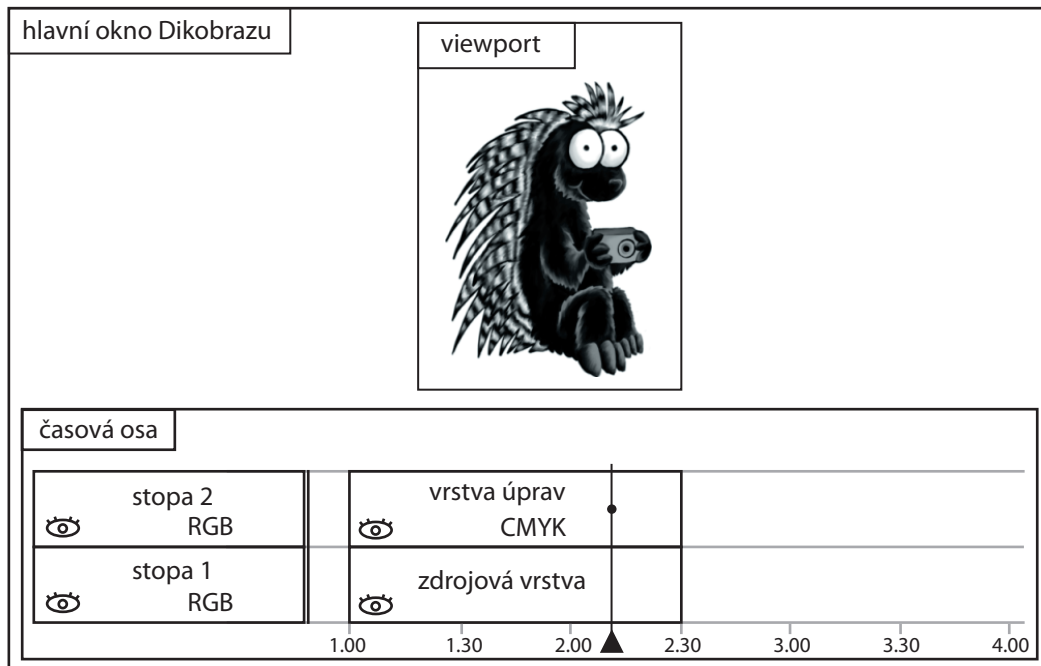 hlavní okno Dikobrazu
viewport
časová osa
stopa 2
RGB
vrstva úprav
CMYK
stopa 1
RGB
zdrojová vrstva
1.00 1.30 2.00 2.30 3.00 3.30 4.00